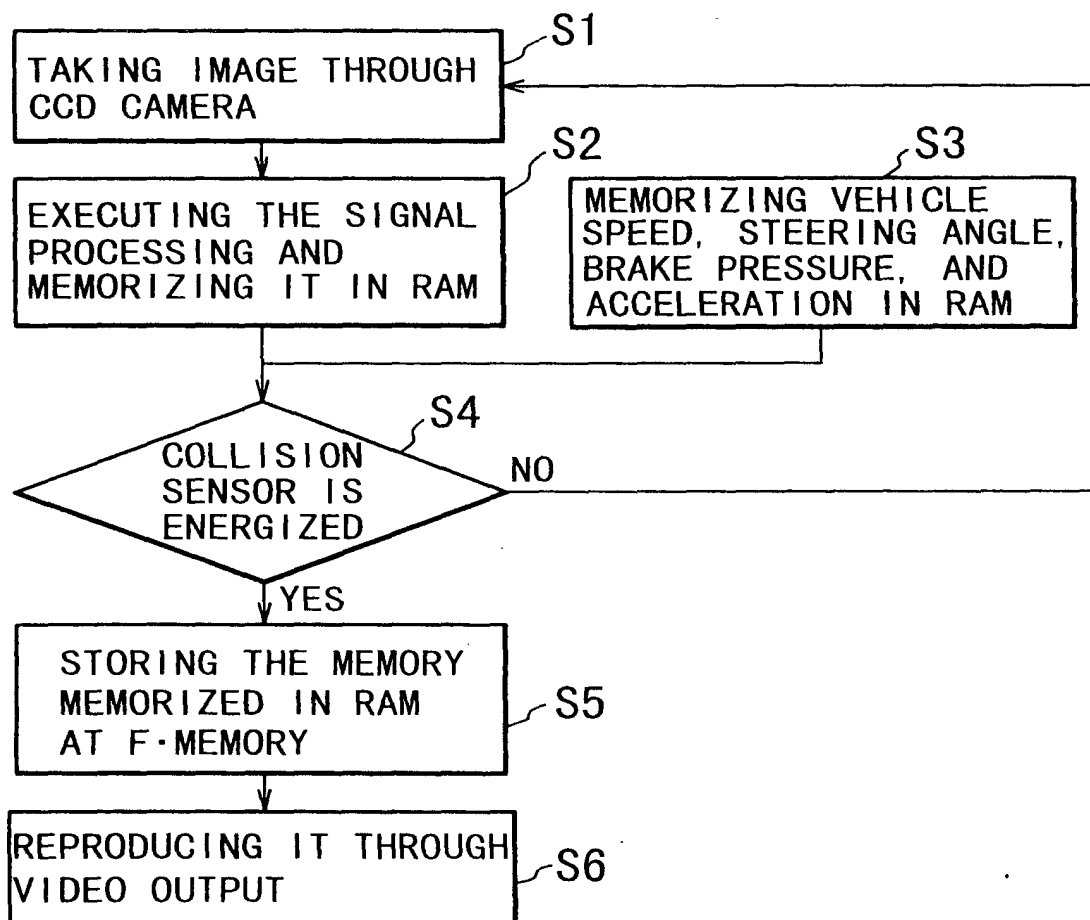 S1
TAKING IMAGE THROUGH
CCD CAMERA
S2
EXECUTING THE SIGNAL
PROCESSING AND
MEMORIZING IT IN RAM
S3
MEMORIZING VEHICLE
SPEED, STEERING ANGLE,
BRAKE PRESSURE, AND
ACCELERATION IN RAM
S4
COLLISION
SENSOR IS
ENERGIZED
NO
YES
STORING THE MEMORY
MEMORIZED IN RAM
AT F·MEMORY
S5
REPRODUCING IT THROUGH
VIDEO OUTPUT
S6